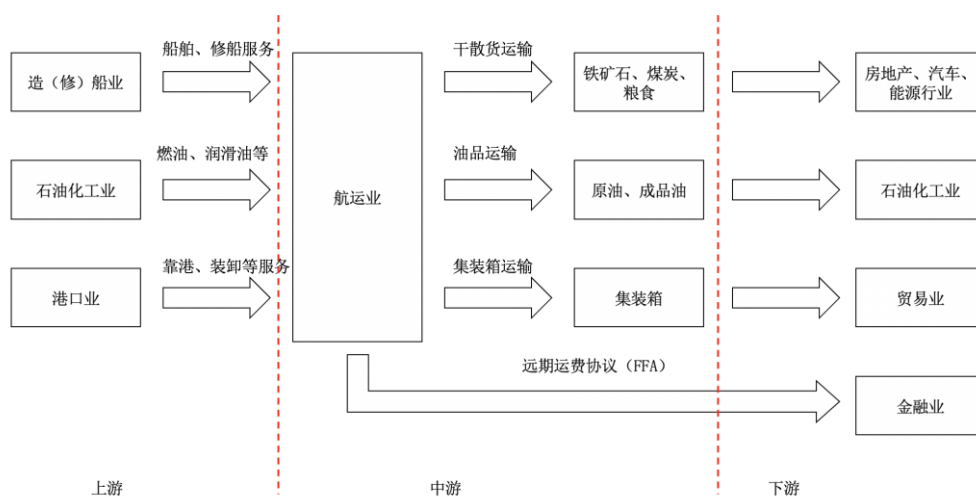 船舶、修船服务
干散货运输
造（修）船业
铁矿石、煤炭、
粮食
房地产、汽车、
能源行业
燃油、润滑油等
油品运输
石油化工业
航运业
原油、成品油
石油化工业
靠港、装卸等服务
集装箱运输
港口业
集装箱
贸易业
远期运费协议（FFA）
金融业
上游
中游
下游